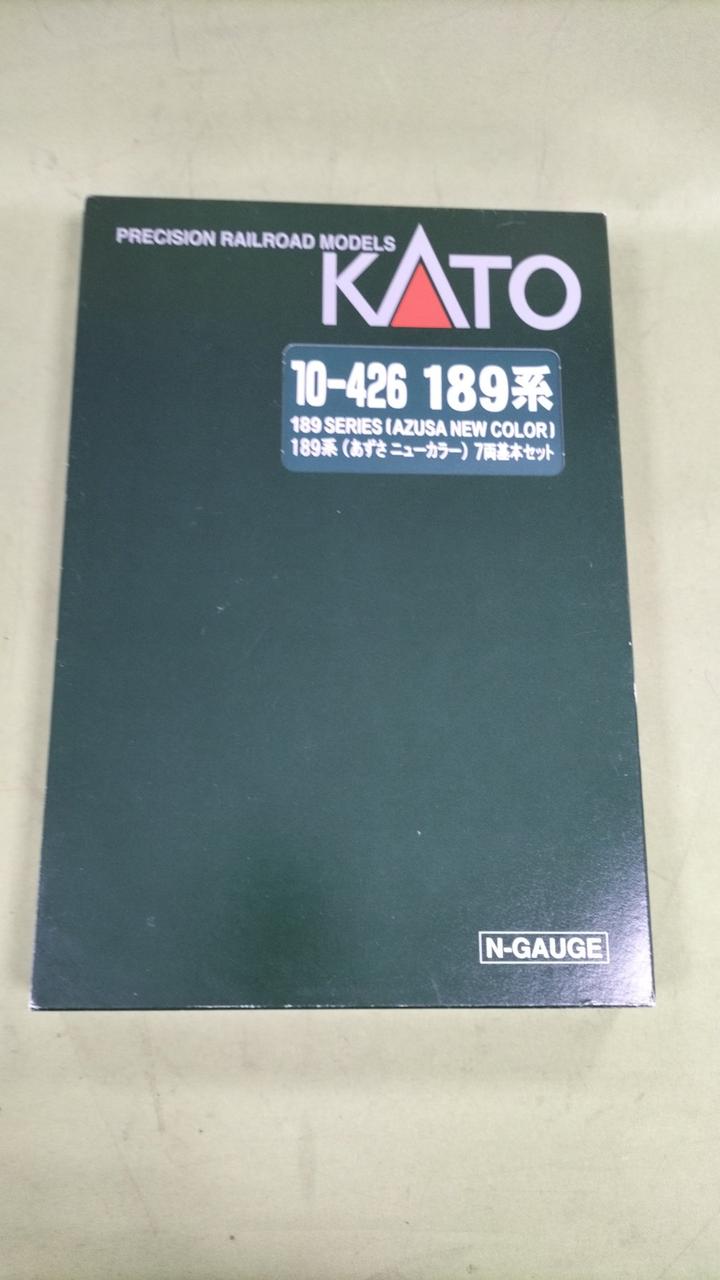 PRECISION RAILROAD MODELS
KATO
10-426 189系
189 SERIES (AZUSA NEW COLOR)
189系 (あずさ ニューカラー) 7両基本セット
N-GAUGE